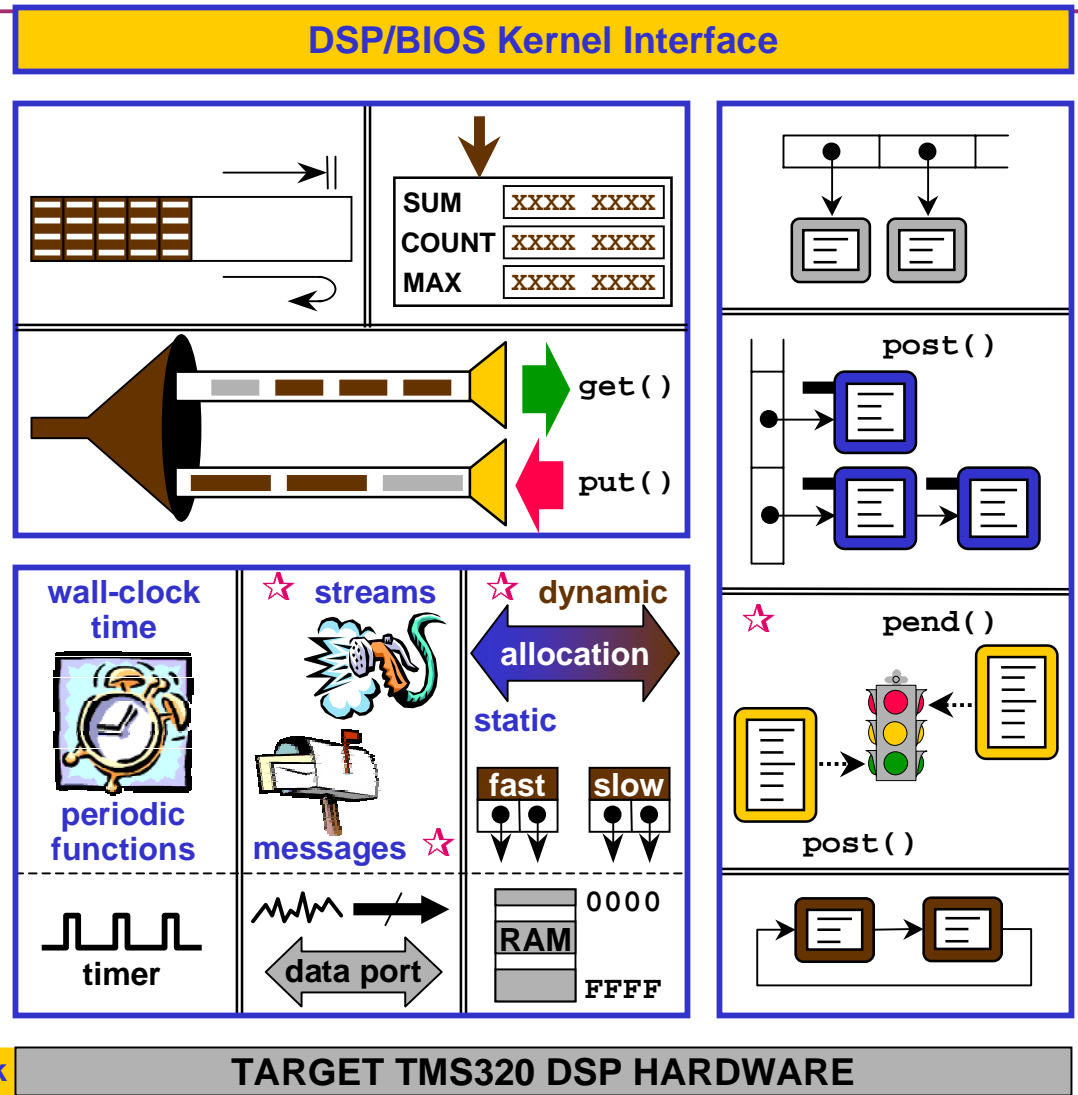 DSP/BIOS Kernel Interface
SUM XXXX XXXX
COUNT XXXX XXXX
MAX XXXX XXXX
get()
put()
post()
pend()
post()
wall-clock
time
periodic
functions
timer
streams
messages
data port
dynamic
allocation
static
fast
slow
0000
RAM
FFFF
k
TARGET TMS320 DSP HARDWARE